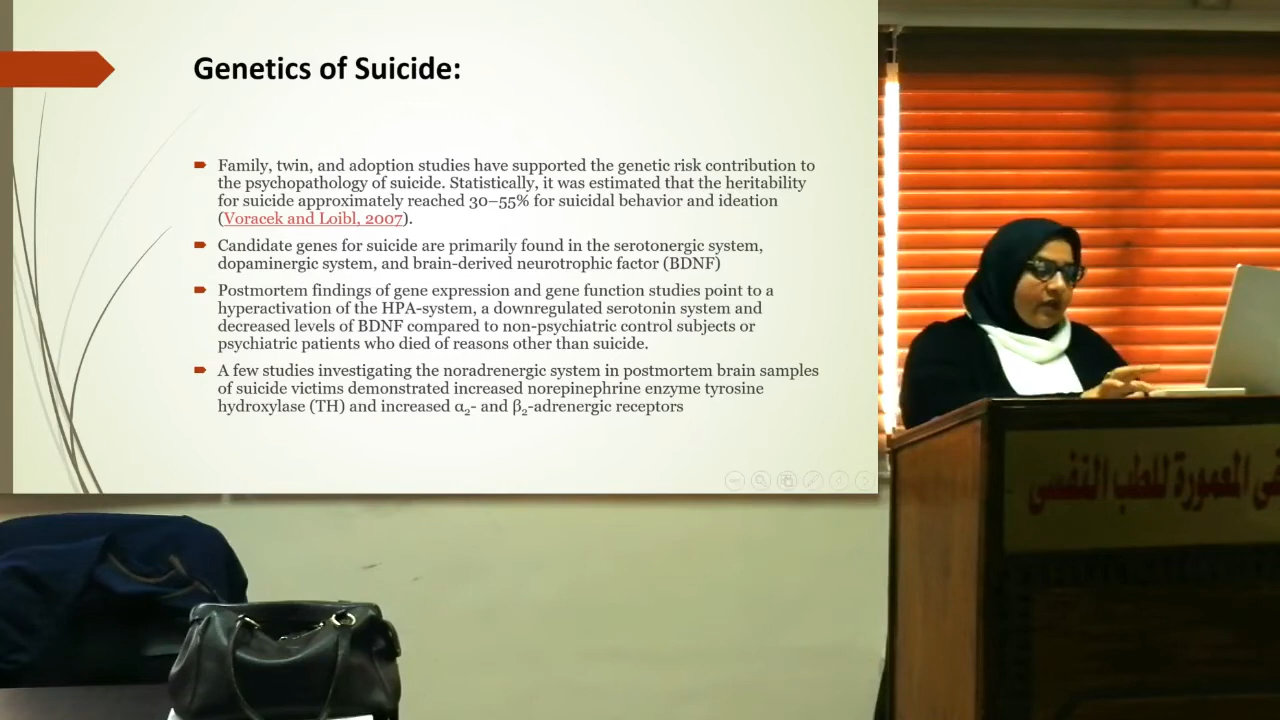 Genetics of Suicide:
Family, twin, and adoption studies have supported the genetic risk contribution to
the psychopathology of suicide. Statistically, it was estimated that the heritability
for suicide approximately reached 30–55% for suicidal behavior and ideation
(Voracek and Loibl, 2007).
Candidate genes for suicide are primarily found in the serotonergic system,
dopaminergic system, and brain-derived neurotrophic factor (BDNF)
Postmortem findings of gene expression and gene function studies point to a
hyperactivation of the HPA-system, a downregulated serotonin system and
decreased levels of BDNF compared to non-psychiatric control subjects or
psychiatric patients who died of reasons other than suicide.
A few studies investigating the noradrenergic system in postmortem brain samples
of suicide victims demonstrated increased norepinephrine enzyme tyrosine
hydroxylase (TH) and increased α₂- and β₂-adrenergic receptors
المعمورة للطب النفسي